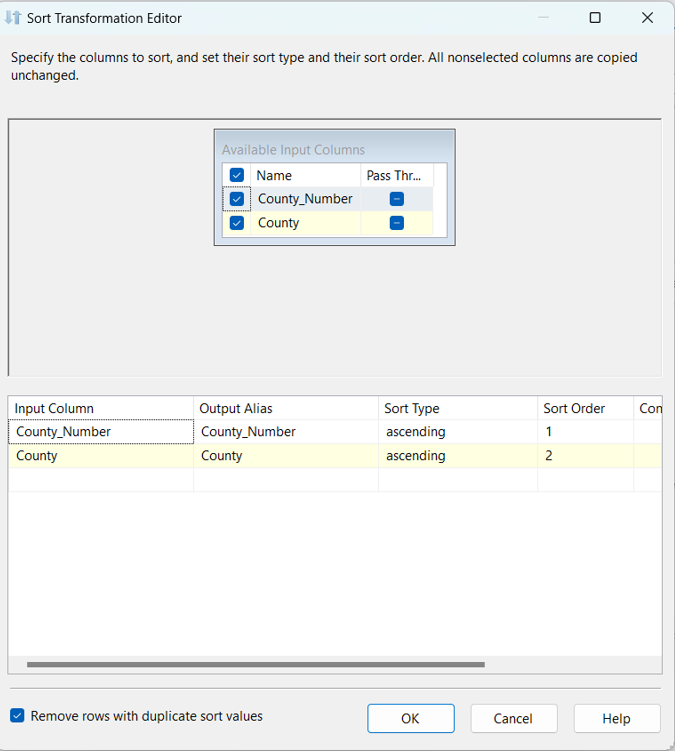 Sort Transformation Editor
Specify the columns to sort, and set their sort type and their sort order. All nonselected columns are copied
unchanged.
Available Input Columns
Name Pass Thr...
County_Number
County
Input Column Output Alias Sort Type Sort Order
County_Number County_Number ascending 1
County County ascending 2
Remove rows with duplicate sort values OK Cancel Help